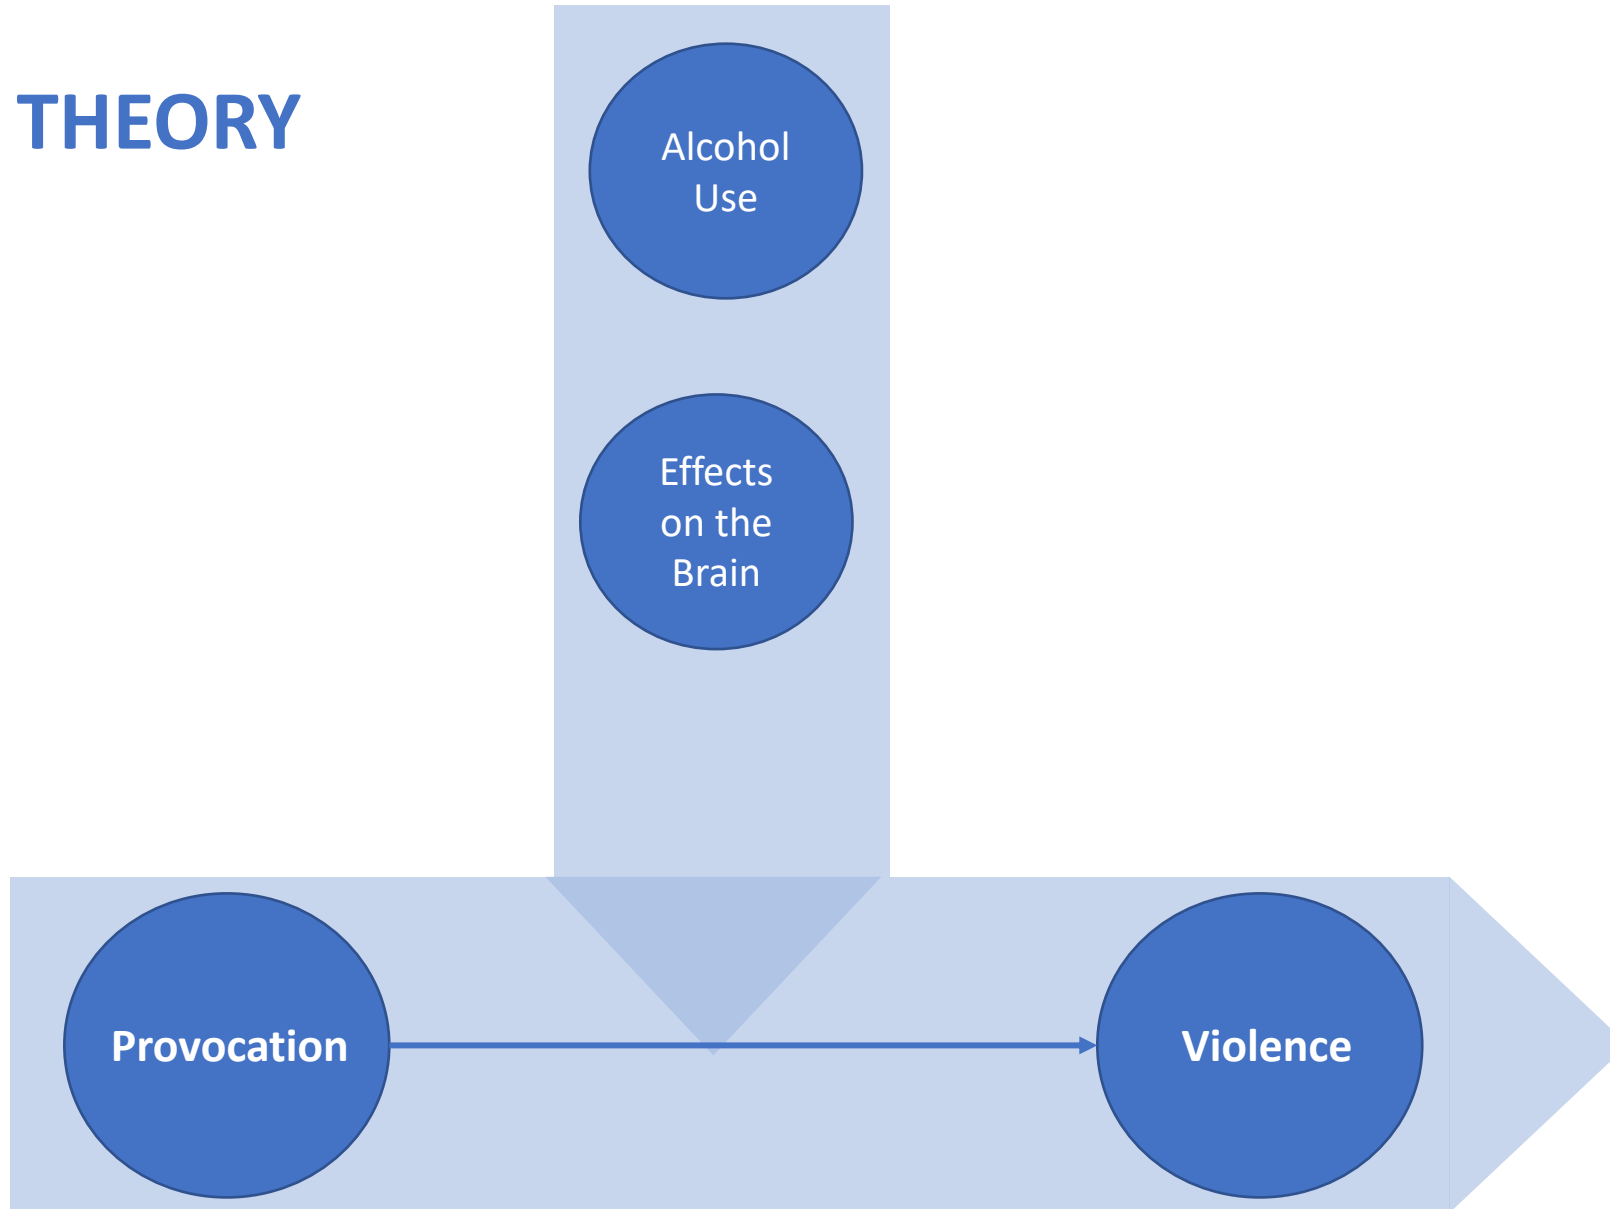 THEORY
Alcohol
Use
Effects
on the
Brain
Provocation
Violence